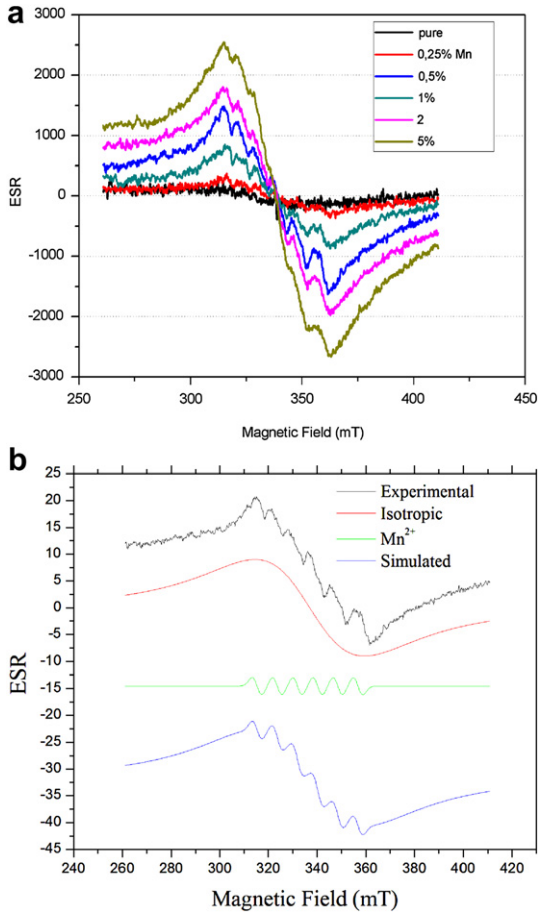 a
3000
2000
1000
0
-1000
-2000
-3000
ESR
pure
0,25% Mn
0,5%
1%
2
5%
250 300 350 400 450
Magnetic Field (mT)
b
25
20
15
10
5
0
-5
-10
-15
-20
-25
-30
-35
-40
-45
ESR
Experimental
Isotropic
Mn²⁺
Simulated
240 260 280 300 320 340 360 380 400 420
Magnetic Field (mT)